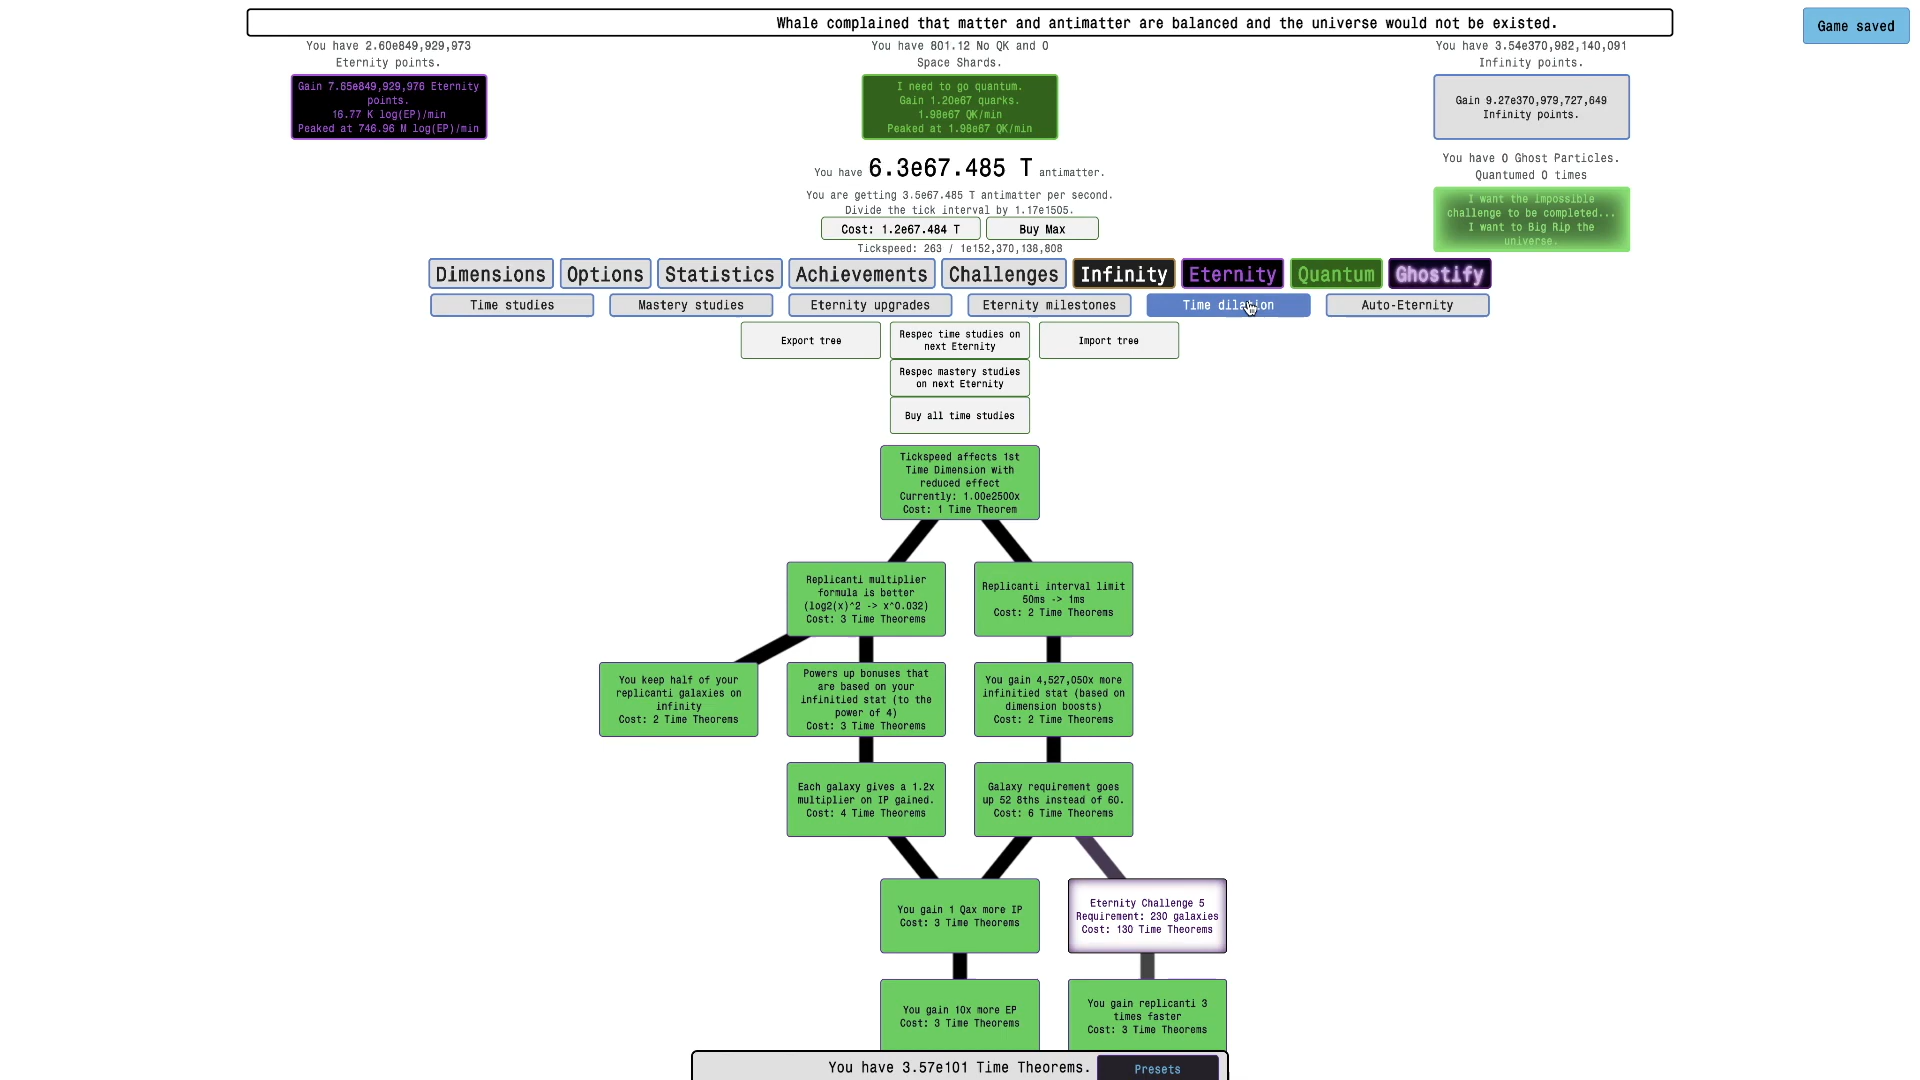 Whale complained that matter and antimatter are balanced and the universe would not be existed.
Game saved
You have 2.60e849,929,973
Eternity points.
Gain 7.85e849,929,976 Eternity
points.
16.77 K log(EP)/min
Peaked at 746.96 M log(EP)/min
You have 801.12 No QK and 0
Space Shards.
I need to go quantum.
Gain 1.20e67 quarks.
1.98e67 QK/min
Peaked at 1.98e67 QK/min
You have 3.54e370,982,140,091
Infinity points.
Gain 9.27e370,979,727,649
Infinity points.
You have 6.3e67.485 T antimatter.
You are getting 3.5e67.485 T antimatter per second.
Divide the tick interval by 1.17e1505.
Cost: 1.2e67.484 T
Buy Max
Tickspeed: 263 / 1e152,370,138,808
You have 0 Ghost Particles.
Quantumed 0 times
I want the impossible
challenge to be completed...
I want to Big Rip the
universe.
Dimensions
Options
Statistics
Achievements
Challenges
Infinity
Eternity
Quantum
Ghostify
Time studies
Mastery studies
Eternity upgrades
Eternity milestones
Time dilation
Auto-Eternity
Export tree
Respec time studies on
next Eternity
Import tree
Respec mastery studies
on next Eternity
Buy all time studies
Tickspeed affects 1st
Time Dimension with
reduced effect
Currently: 1.00e2500x
Cost: 1 Time Theorem
Replicanti multiplier
formula is better
(log2(x)^2 -> x^0.032)
Cost: 3 Time Theorems
Replicanti interval limit
50ms -> 1ms
Cost: 2 Time Theorems
You keep half of your
replicanti galaxies on
infinity
Cost: 2 Time Theorems
Powers up bonuses that
are based on your
infinitied stat (to the
power of 4)
Cost: 3 Time Theorems
You gain 4,527,050x more
infinitied stat (based on
dimension boosts)
Cost: 2 Time Theorems
Each galaxy gives a 1.2x
multiplier on IP gained.
Cost: 4 Time Theorems
Galaxy requirement goes
up 52 8ths instead of 60.
Cost: 6 Time Theorems
You gain 1 Qax more IP
Cost: 3 Time Theorems
Eternity Challenge 5
Requirement: 230 galaxies
Cost: 130 Time Theorems
You gain 10x more EP
Cost: 3 Time Theorems
You gain replicanti 3
times faster
Cost: 3 Time Theorems
You have 3.57e101 Time Theorems.
Presets